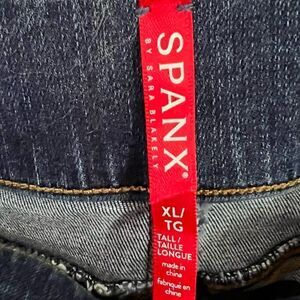 SPANX®
BY SARA BLAKELY
XL/
TG
TALL/
TAILLE
LONGUE
made in
china
fabriqué en
chine